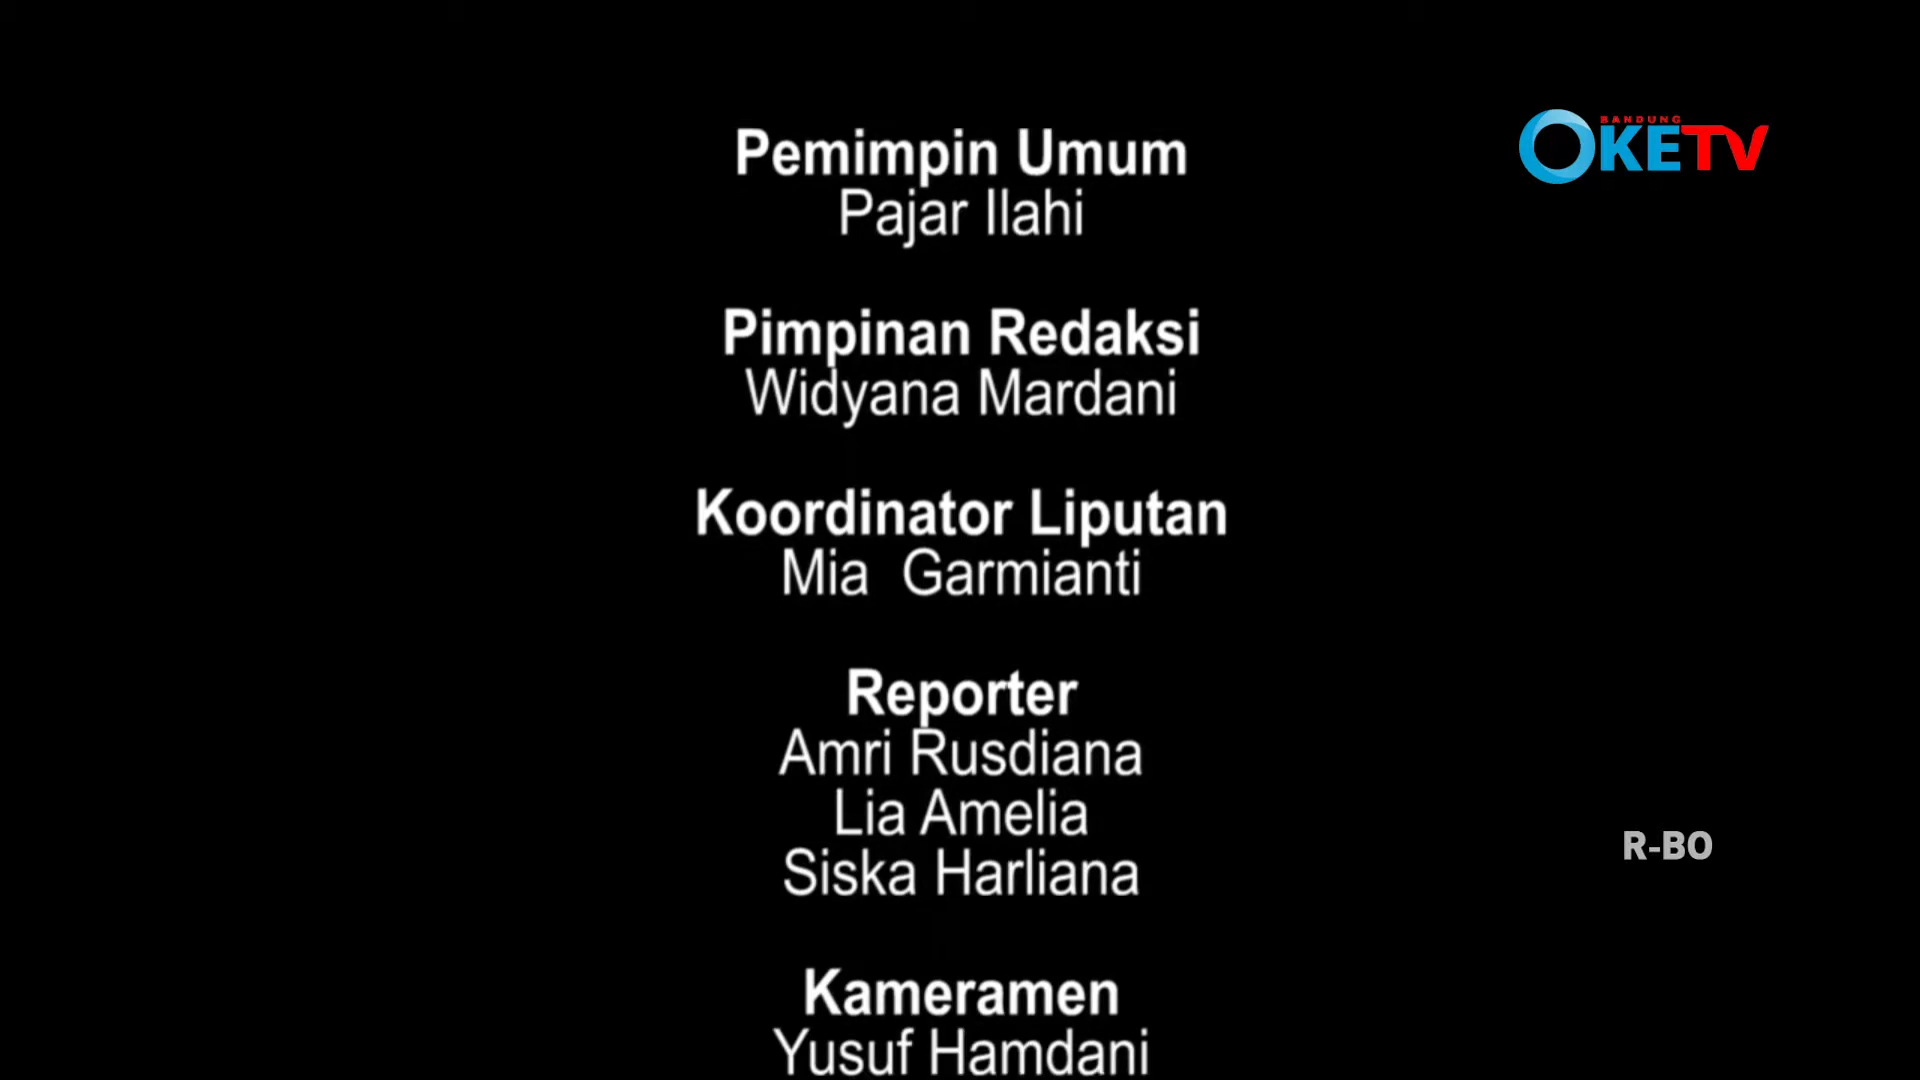 Pemimpin Umum
Pajar Ilahi
BANDUNG
OKETV
Pimpinan Redaksi
Widyana Mardani
Koordinator Liputan
Mia  Garmianti
Reporter
Amri Rusdiana
Lia Amelia
Siska Harliana
R-BO
Kameramen
Yusuf Hamdani